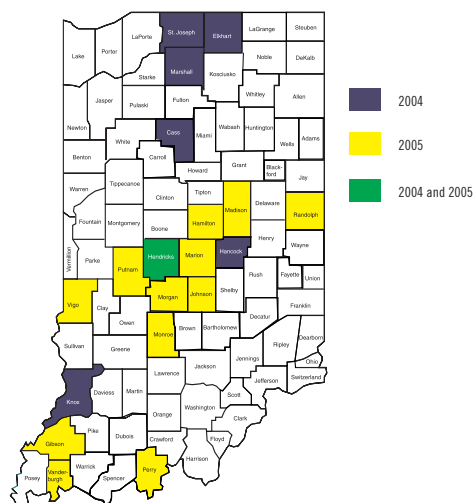 LaPorte
St. Joseph
Elkhart
LaGrange
Steuben
Lake
Porter
Noble
DeKalb
Marshall
Starke
Kosciusko
Whitley
Allen
Jasper
Pulaski
Fulton
Newton
White
Cass
Miami
Wabash
Huntington
Wells
Adams
Benton
Carroll
Howard
Grant
Black-
ford
Jay
Warren
Tippecanoe
Clinton
Tipton
Madison
Delaware
Randolph
Fountain
Montgomery
Boone
Hamilton
Henry
Wayne
Vermillion
Parke
Putnam
Hendricks
Marion
Hancock
Rush
Fayette
Union
Vigo
Clay
Morgan
Johnson
Shelby
Franklin
Owen
Monroe
Brown
Bartholomew
Decatur
Dearborn
Sullivan
Greene
Jennings
Ripley
Ohio
Switzerland
Lawrence
Jackson
Jefferson
Knox
Daviess
Martin
Orange
Washington
Scott
Clark
Gibson
Pike
Dubois
Crawford
Floyd
Harrison
Posey
Vander-
burgh
Warrick
Spencer
Perry
2004
2005
2004 and 2005